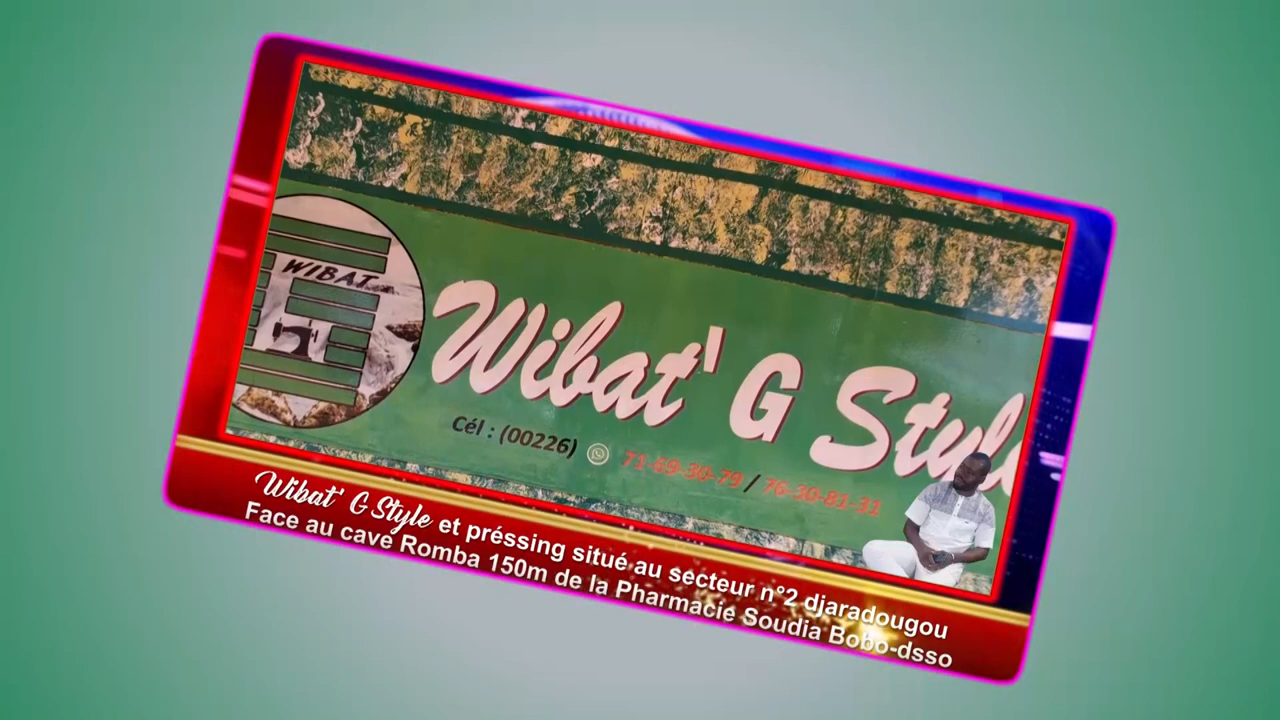 WIBAT
Wibat' G Style
Cél : (00226) 71-69-30-79 / 76-30-81-31
Wibat' G Style et préssing situé au secteur n°2 djaradougou
Face au cave Romba 150m de la Pharmacie Soudia Bobo-dsso